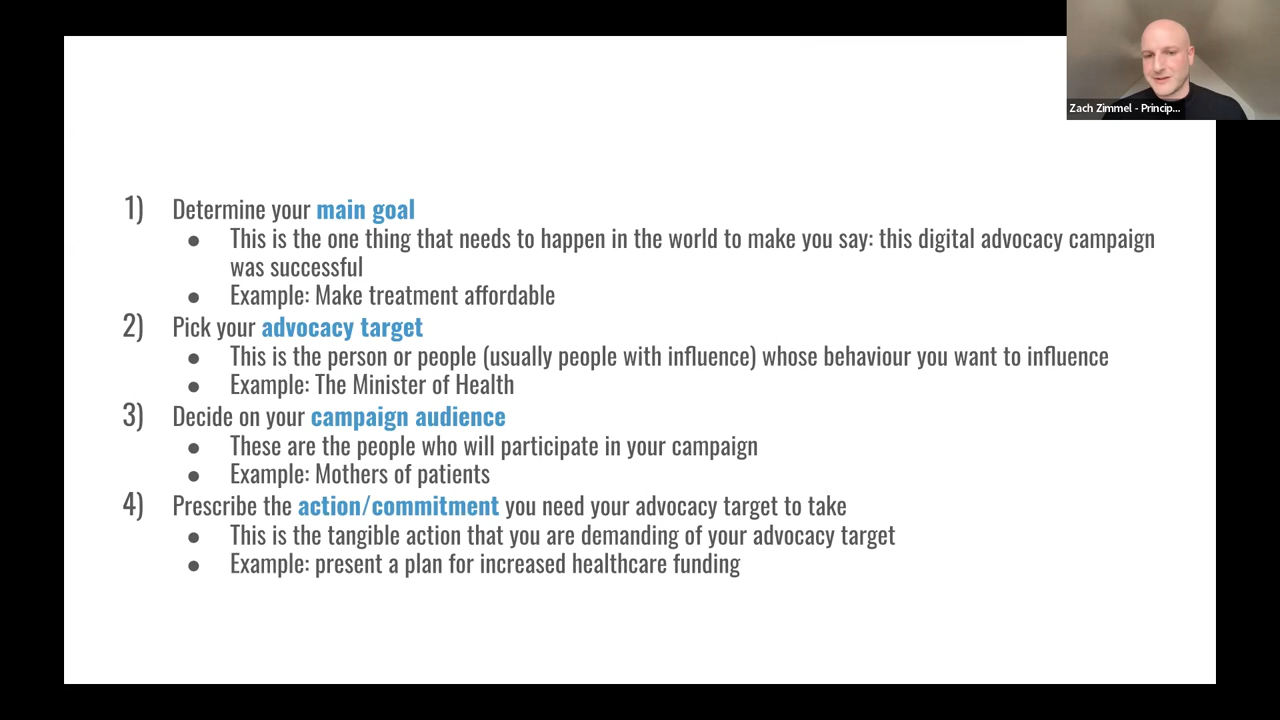 Zach Zimmel - Princip...
1) Determine your main goal
● This is the one thing that needs to happen in the world to make you say: this digital advocacy campaign
was successful
● Example: Make treatment affordable
2) Pick your advocacy target
● This is the person or people (usually people with influence) whose behaviour you want to influence
● Example: The Minister of Health
3) Decide on your campaign audience
● These are the people who will participate in your campaign
● Example: Mothers of patients
4) Prescribe the action/commitment you need your advocacy target to take
● This is the tangible action that you are demanding of your advocacy target
● Example: present a plan for increased healthcare funding